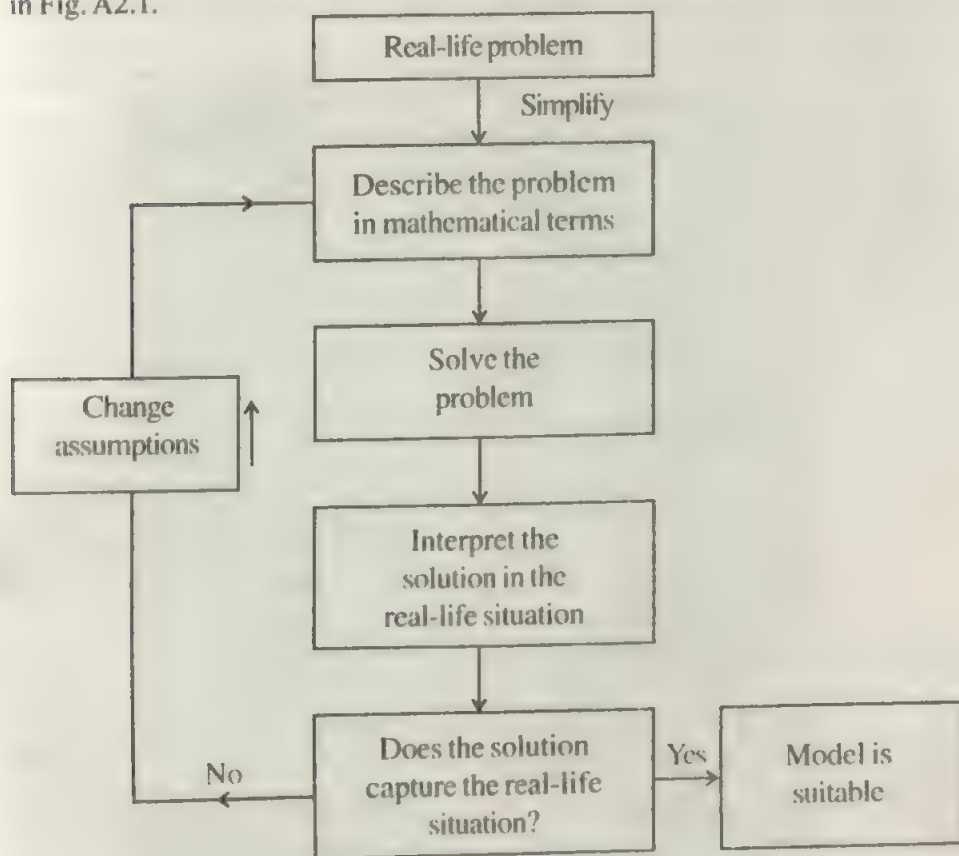 in Fig. A2.1.
Real-life problem
Simplify
Describe the problem
in mathematical terms
Solve the
problem
Change
assumptions
Interpret the
solution in the
real-life situation
Does the solution
capture the real-life
situation?
No
Yes
Model is
suitable